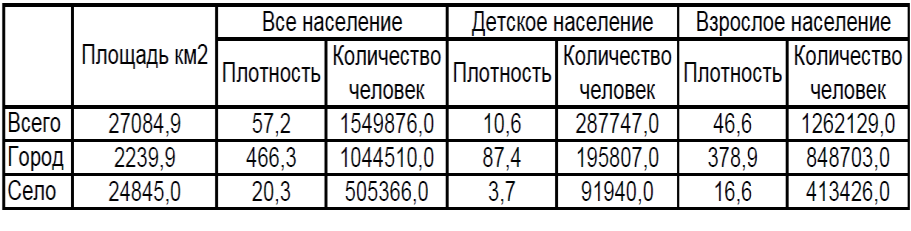 Площадь км2 Все население Детское население Взрослое население
Плотность Количество человек Плотность Количество человек Плотность Количество человек
Всего 27084,9 57,2 1549876,0 10,6 287747,0 46,6 1262129,0
Город 2239,9 466,3 1044510,0 87,4 195807,0 378,9 848703,0
Село 24845,0 20,3 505366,0 3,7 91940,0 16,6 413426,0